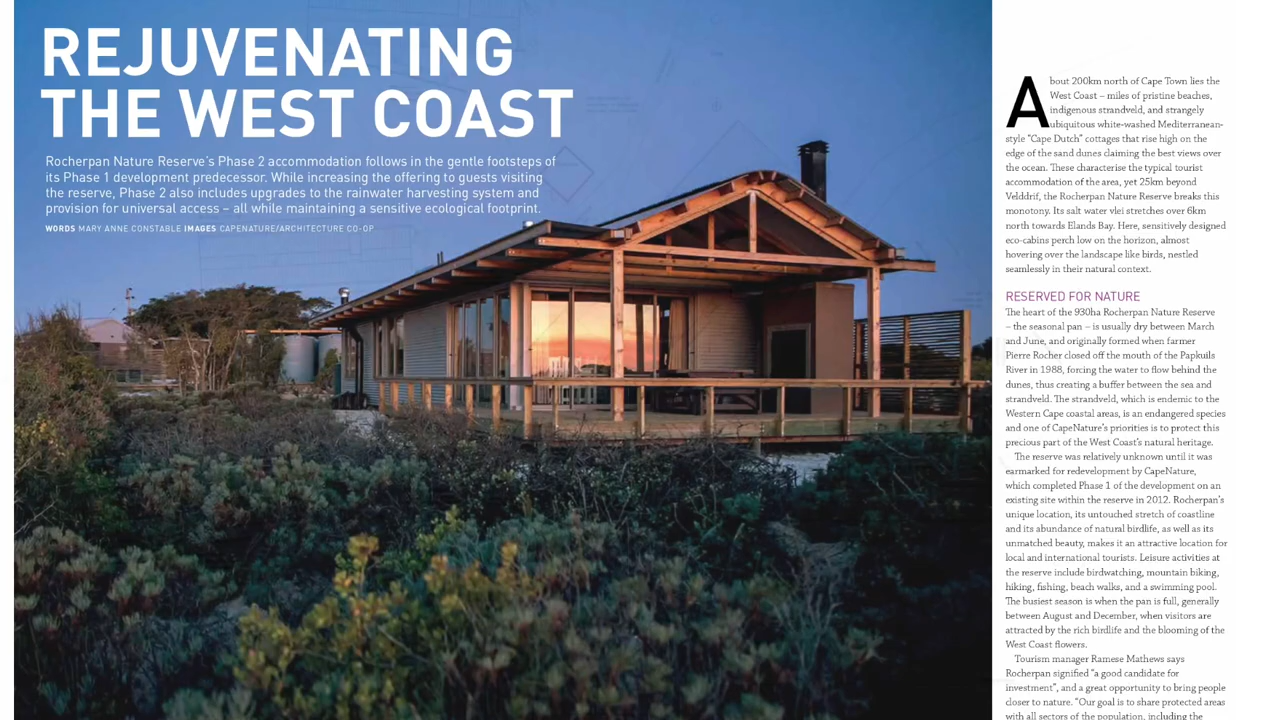 REJUVENATING
THE WEST COAST
Rocherpan Nature Reserve's Phase 2 accommodation follows in the gentle footsteps of
its Phase 1 development predecessor. While increasing the offering to guests visiting
the reserve, Phase 2 also includes upgrades to the rainwater harvesting system and
provision for universal access – all while maintaining a sensitive ecological footprint.
WORDS MARY ANNE CONSTABLE IMAGES CAPENATURE/ARCHITECTURE CO-OP
About 200km north of Cape Town lies the
West Coast – miles of pristine beaches,
indigenous strandveld, and strangely
ubiquitous white-washed Mediterranean-
style "Cape Dutch" cottages that rise high on the
edge of the sand dunes claiming the best views over
the ocean. These characterise the typical tourist
accommodation of the area, yet 25km beyond
Velddrif, the Rocherpan Nature Reserve breaks this
monotony. Its salt water vlei stretches over 6km
north towards Elands Bay. Here, sensitively designed
eco-cabins perch low on the horizon, almost
hovering over the landscape like birds, nestled
seamlessly in their natural context.
RESERVED FOR NATURE
The heart of the 930ha Rocherpan Nature Reserve
– the seasonal pan – is usually dry between March
and June, and originally formed when farmer
Pierre Rocher closed off the mouth of the Papkuils
River in 1988, forcing the water to flow behind the
dunes, thus creating a buffer between the sea and
strandveld. The strandveld, which is endemic to the
Western Cape coastal areas, is an endangered species
and one of CapeNature's priorities is to protect this
precious part of the West Coast's natural heritage.
The reserve was relatively unknown until it was
earmarked for redevelopment by CapeNature,
which completed Phase 1 of the development on an
existing site within the reserve in 2012. Rocherpan's
unique location, its untouched stretch of coastline
and its abundance of natural birdlife, as well as its
unmatched beauty, makes it an attractive location for
local and international tourists. Leisure activities at
the reserve include birdwatching, mountain biking,
hiking, fishing, beach walks, and a swimming pool.
The busiest season is when the pan is full, generally
between August and December, when visitors are
attracted by the rich birdlife and the blooming of the
West Coast flowers.
Tourism manager Ramese Mathews says
Rocherpan signified "a good candidate for
investment", and a great opportunity to bring people
closer to nature. "Our goal is to share protected areas
with all sectors of the population, including the